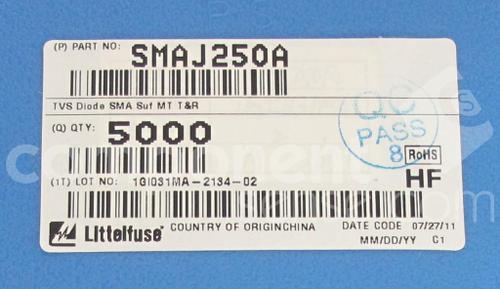 (P) PART NO: SMAJ250A
TVS Diode SMA Suf MT T&R
(Q) QTY: 5000
QC
PASS
8
RoHS
HF
(1T) LOT NO: 1GI031MA-2134-02
Littelfuse® COUNTRY OF ORIGINCHINA DATE CODE 07/27/11
MM/DD/YY C1